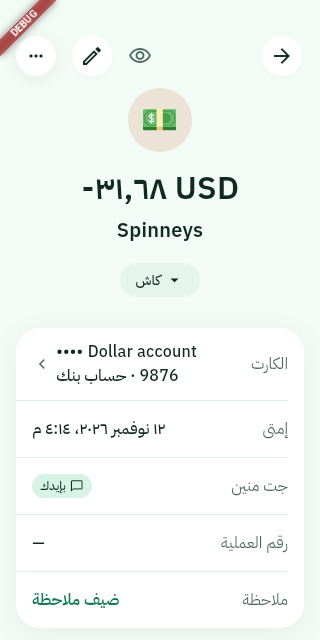 DEBUG
-٣١,٦٨ USD
Spinneys
كاش
الكارت
•••• Dollar account
9876 · حساب بنك
إمتى
١٢ نوفمبر ٢٠٢٦، ٤:١٤ م
جت منين
بإيدك
رقم العملية
—
ملاحظة
ضيف ملاحظة